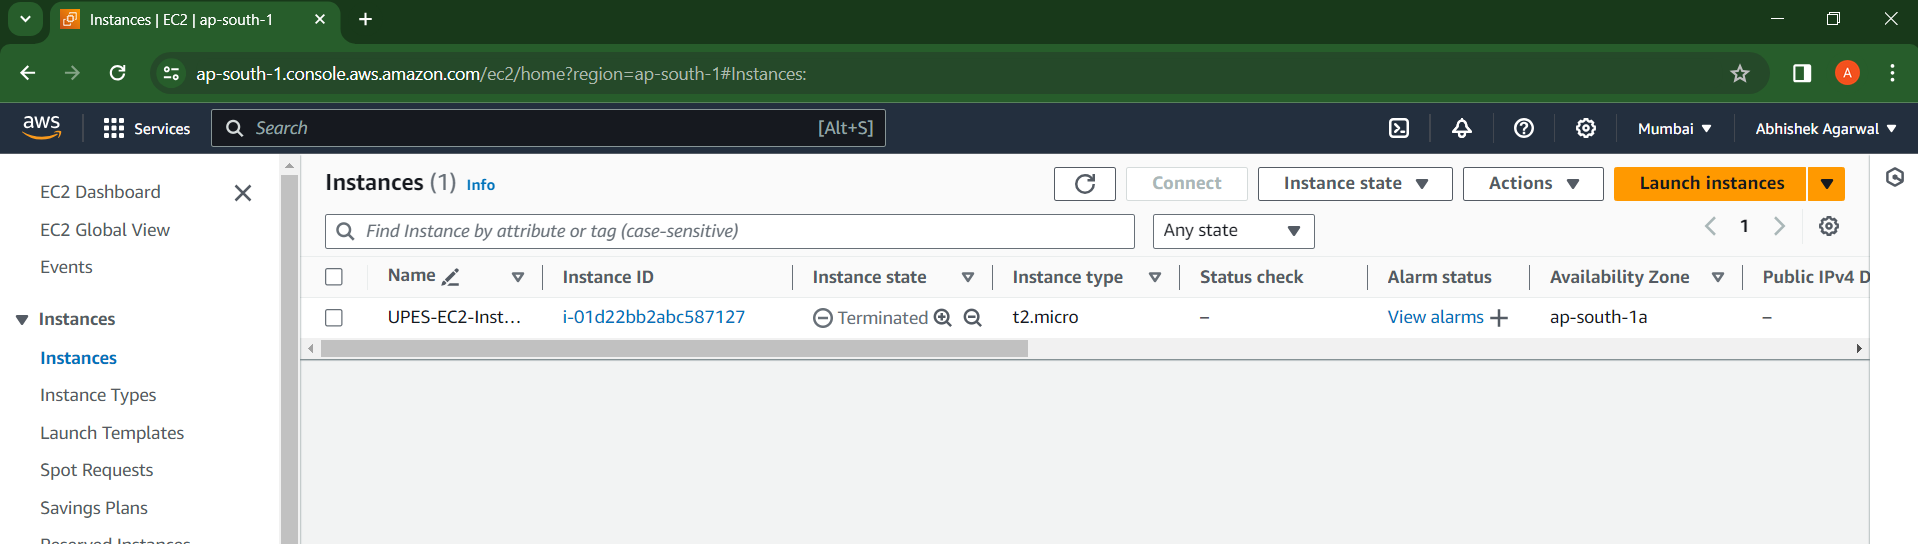 Instances | EC2 | ap-south-1
ap-south-1.console.aws.amazon.com/ec2/home?region=ap-south-1#Instances:
A
aws
Services
Search
[Alt+S]
Mumbai
Abhishek Agarwal
EC2 Dashboard
EC2 Global View
Events
Instances
Instances
Instance Types
Launch Templates
Spot Requests
Savings Plans
Reserved Instances
Instances (1) Info
Connect
Instance state
Actions
Launch instances
Find Instance by attribute or tag (case-sensitive)
Any state
1
Name Instance ID Instance state Instance type Status check Alarm status Availability Zone Public IPv4 D
UPES-EC2-Inst... i-01d22bb2abc587127 Terminated t2.micro – View alarms + ap-south-1a –